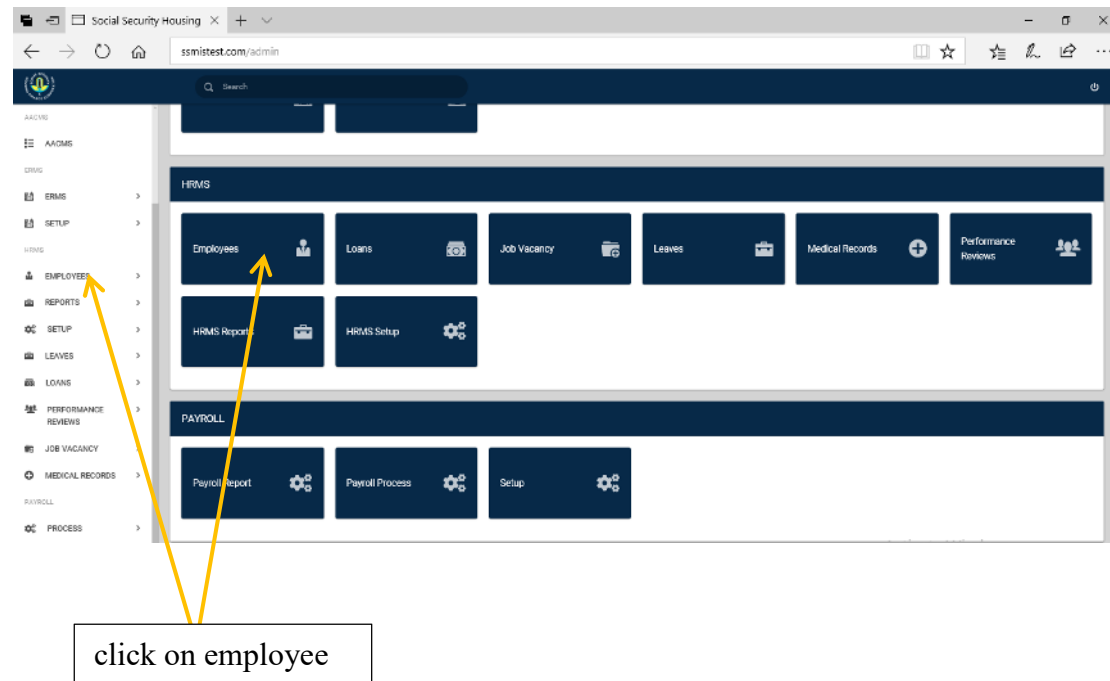 Social Security Housing
ssmistest.com/admin
Search
AACMS
AACMS
ERMS
ERMS
SETUP
HRMS
EMPLOYEES
REPORTS
SETUP
LEAVES
LOANS
PERFORMANCE
REVIEWS
JOB VACANCY
MEDICAL RECORDS
PAYROLL
PROCESS
HRMS
Employees
Loans
Job Vacancy
Leaves
Medical Records
Performance
Reviews
HRMS Reports
HRMS Setup
PAYROLL
Payroll Report
Payroll Process
Setup
click on employee